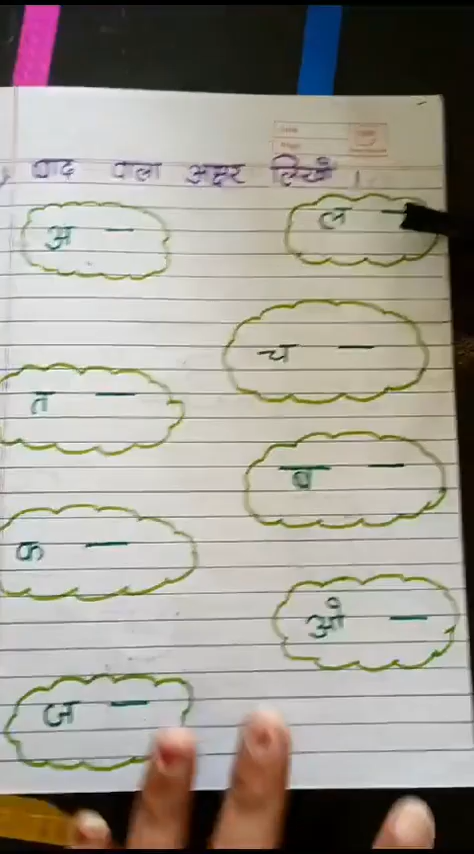 बाद वाला अक्षर लिखो ।
अ — ल —
च —
त —
ब —
क —
ओ —
ज —